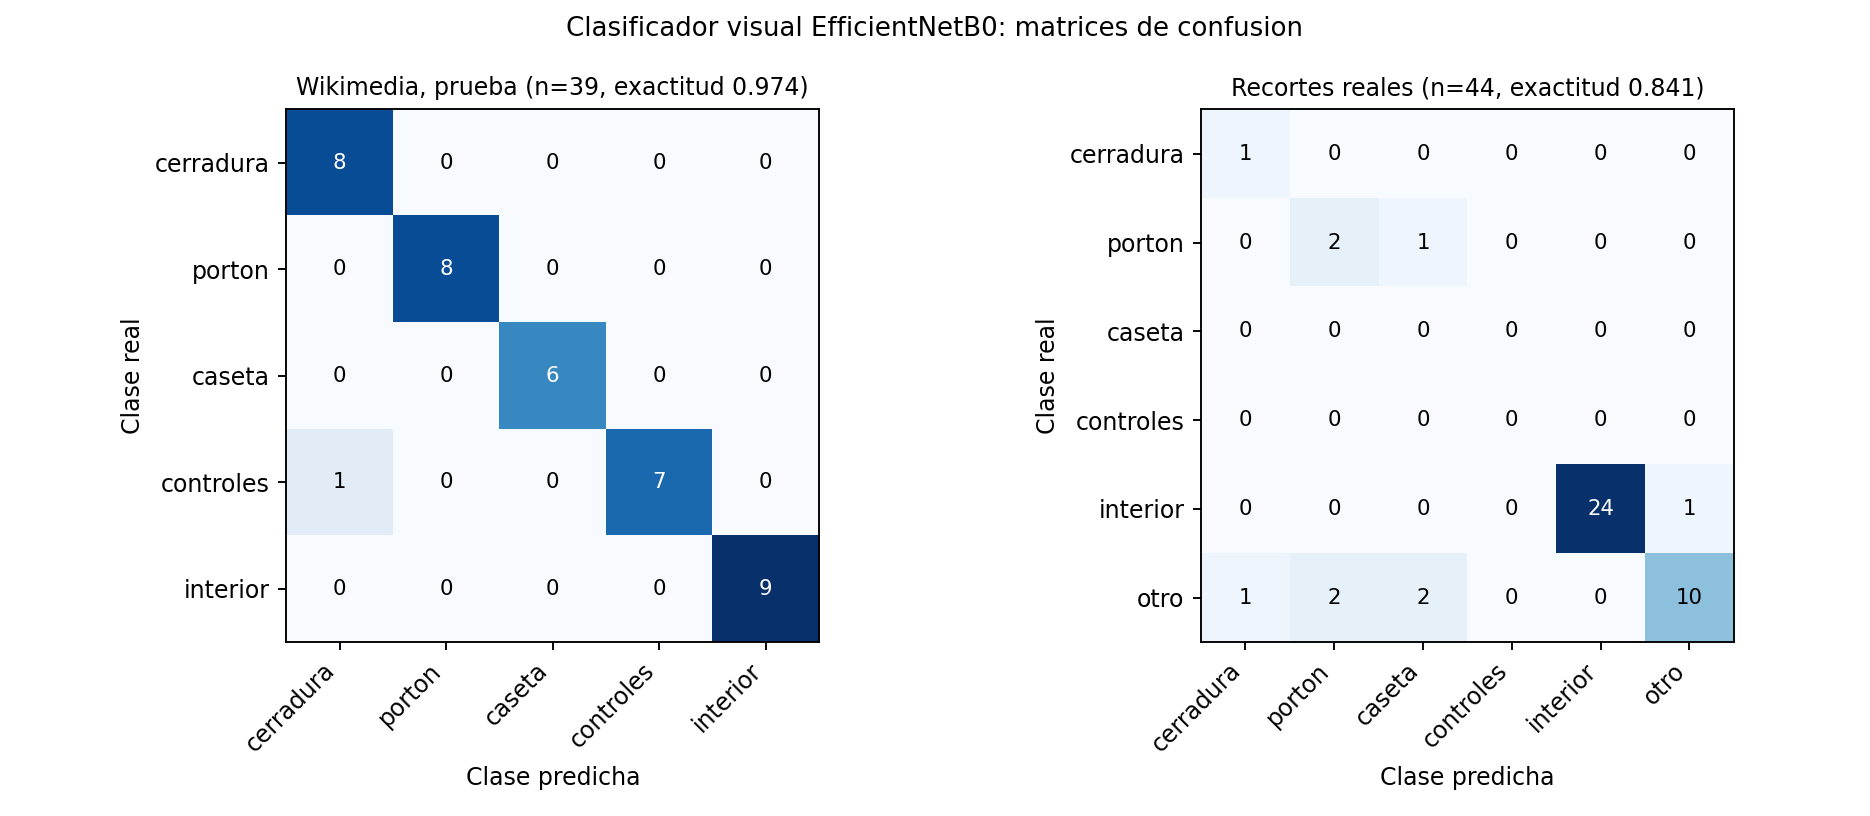 Clasificador visual EfficientNetB0: matrices de confusion
Wikimedia, prueba (n=39, exactitud 0.974)
Clase real
cerradura 8 0 0 0 0
porton 0 8 0 0 0
caseta 0 0 6 0 0
controles 1 0 0 7 0
interior 0 0 0 0 9
cerradura porton caseta controles interior
Clase predicha
Recortes reales (n=44, exactitud 0.841)
Clase real
cerradura 1 0 0 0 0 0
porton 0 2 1 0 0 0
caseta 0 0 0 0 0 0
controles 0 0 0 0 0 0
interior 0 0 0 0 24 1
otro 1 2 2 0 0 10
cerradura porton caseta controles interior otro
Clase predicha